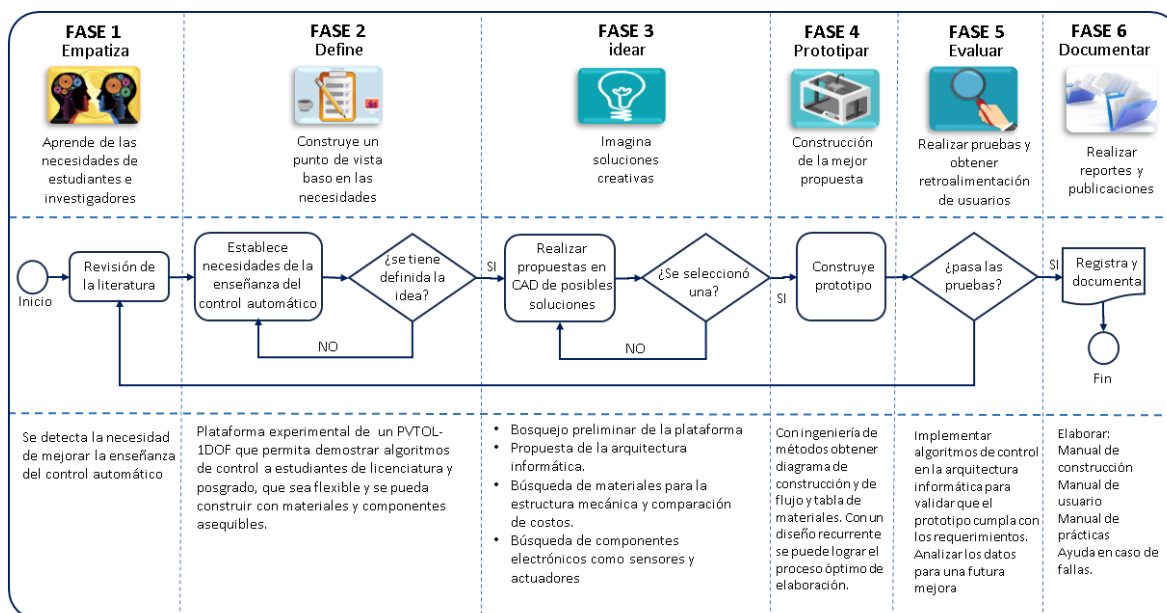 FASE 1
Empatiza
Aprende de las
necesidades de
estudiantes e
investigadores
FASE 2
Define
Construye un
punto de vista
baso en las
necesidades
FASE 3
idear
Imagina
soluciones
creativas
FASE 4
Prototipar
Construcción
de la mejor
propuesta
FASE 5
Evaluar
Realizar pruebas y
obtener
retroalimentación
de usuarios
FASE 6
Documentar
Realizar
reportes y
publicaciones
Inicio
Revisión de
la literatura
Establece
necesidades de la
enseñanza del
control automático
¿se tiene
definida la
idea?
SI
NO
Realizar
propuestas en
CAD de posibles
soluciones
¿Se seleccionó
una?
SI
NO
Construye
prototipo
¿pasa las
pruebas?
SI
Registra y
documenta
Fin
Se detecta la necesidad
de mejorar la enseñanza
del control automático
Plataforma experimental de un PVTOL-
1DOF que permita demostrar algoritmos
de control a estudiantes de licenciatura y
posgrado, que sea flexible y se pueda
construir con materiales y componentes
asequibles.
• Bosquejo preliminar de la plataforma
• Propuesta de la arquitectura
informática.
• Búsqueda de materiales para la
estructura mecánica y comparación
de costos.
• Búsqueda de componentes
electrónicos como sensores y
actuadores
Con ingeniería de
métodos obtener
diagrama de
construcción y de
flujo y tabla de
materiales. Con un
diseño recurrente
se puede lograr el
proceso óptimo de
elaboración.
Implementar
algoritmos de control
en la arquitectura
informática para
validar que el
prototipo cumpla con
los requerimientos.
Analizar los datos
para una futura
mejora
Elaborar:
Manual de
construcción
Manual de
usuario
Manual de
prácticas
Ayuda en caso de
fallas.